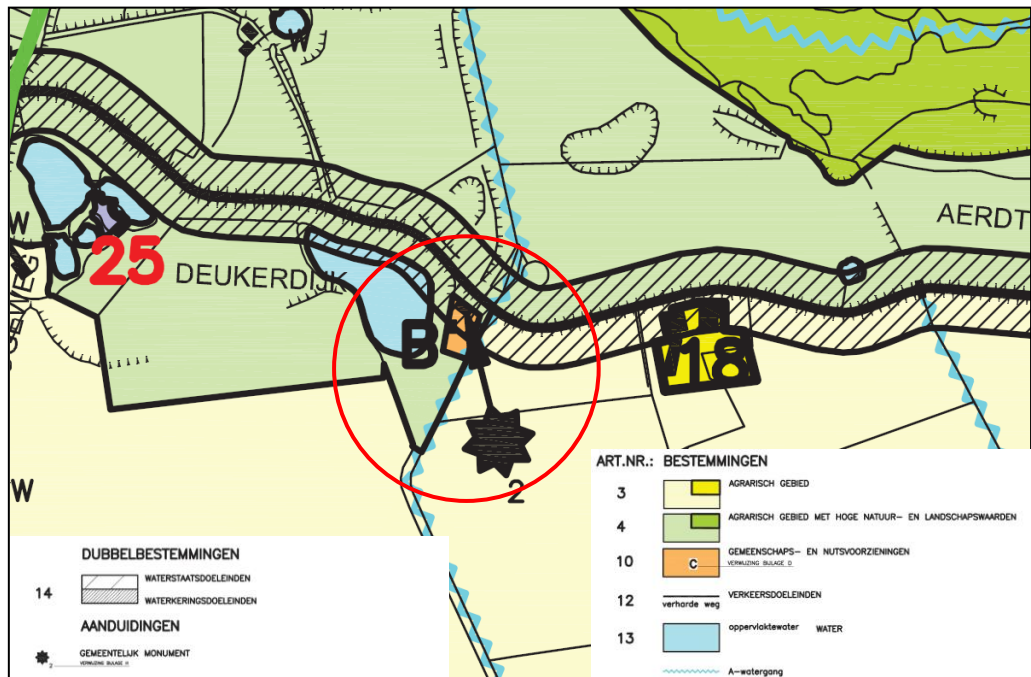 W
W
25
DEUKERDIJK
AERDT
GEWEG
B
W18
2
W
DUBBELBESTEMMINGEN
14
WATERSTAATSDOELEINDEN
WATERKERINGSDOELEINDEN
AANDUIDINGEN
2
GEMEENTELIJK MONUMENT
VERWIJZING BIJLAGE H
ART.NR.: BESTEMMINGEN
3 AGRARISCH GEBIED
4 AGRARISCH GEBIED MET HOGE NATUUR- EN LANDSCHAPSWAARDEN
10 C GEMEENSCHAPS- EN NUTSVOORZIENINGEN
VERWIJZING BIJLAGE D
12 verharde weg VERKEERSDOELEINDEN
13 oppervlaktewater WATER
A-watergang